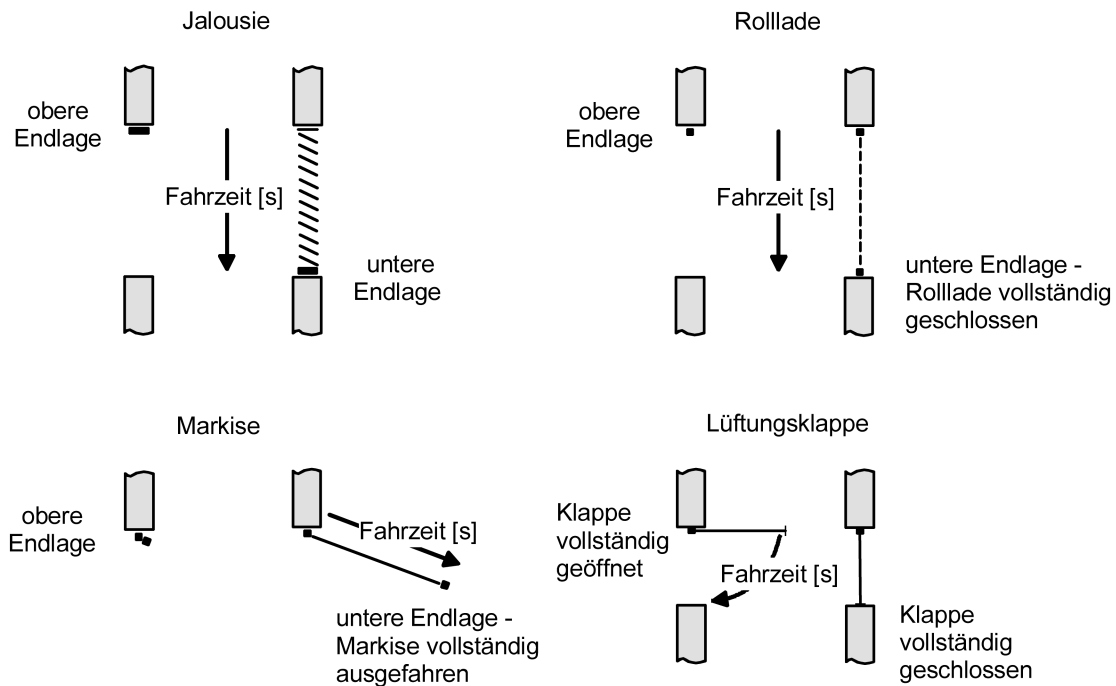 Jalousie
obere
Endlage
Fahrzeit [s]
untere
Endlage
Rolllade
obere
Endlage
Fahrzeit [s]
untere Endlage -
Rolllade vollständig
geschlossen
Markise
obere
Endlage
Fahrzeit [s]
untere Endlage -
Markise vollständig
ausgefahren
Lüftungsklappe
Klappe
vollständig
geöffnet
Fahrzeit [s]
Klappe
vollständig
geschlossen